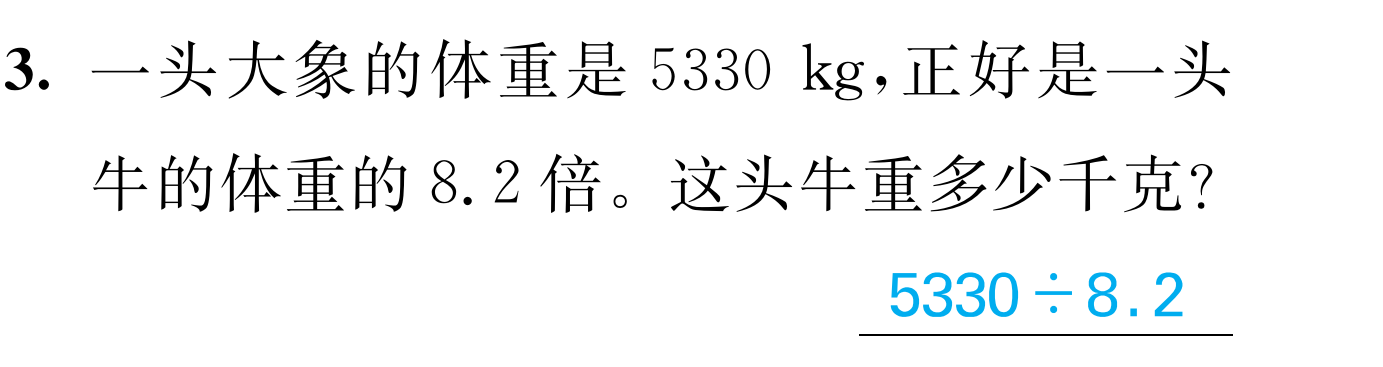 3. 一头大象的体重是 5330 kg,正好是一头
牛的体重的 8.2 倍。这头牛重多少千克?
5330÷8.2